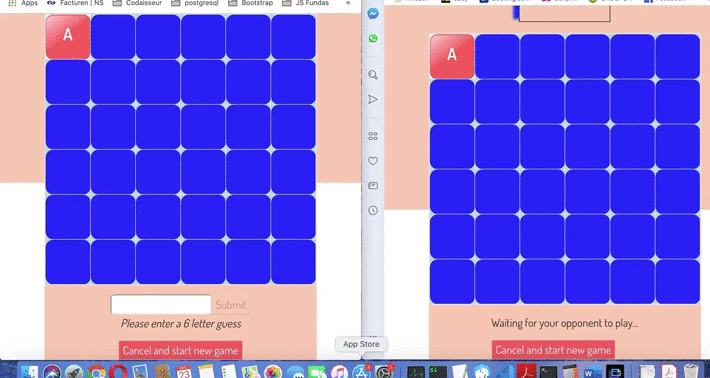 Apps Facturen | NS Codaisseur postgresql Bootstrap JS Fundas »
A
Submit
Please enter a 6 letter guess
Cancel and start new game
A
Waiting for your opponent to play...
Cancel and start new game
App Store
23